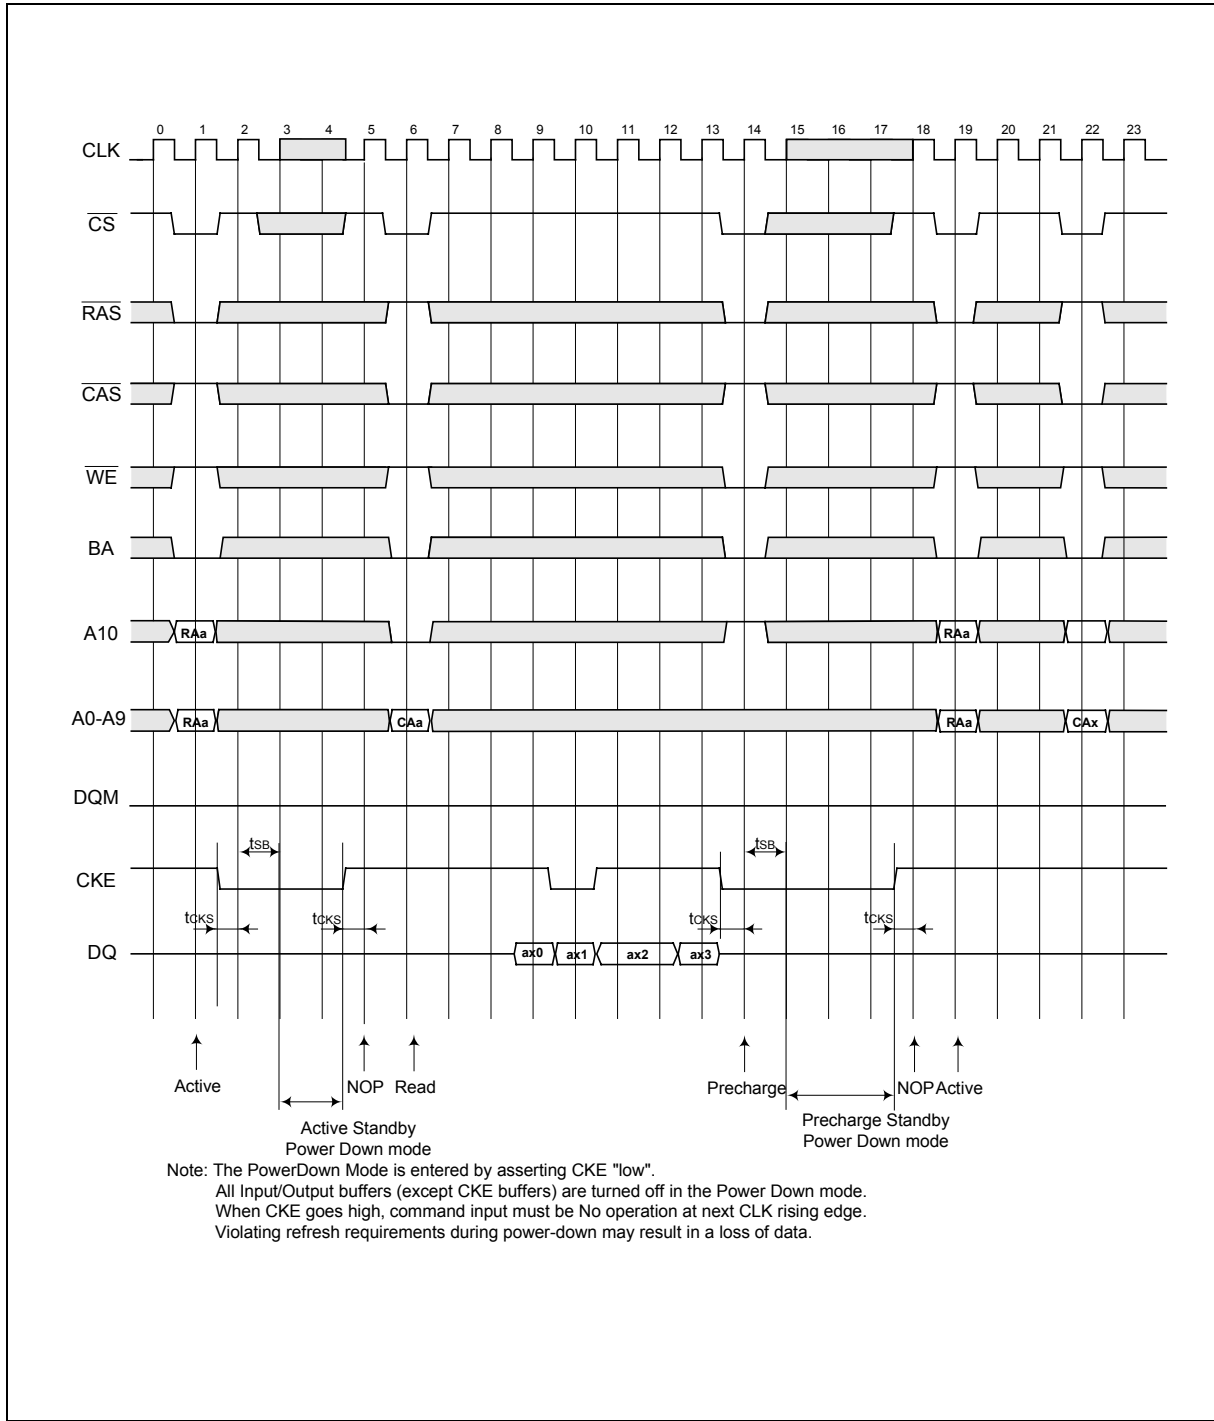 0 1 2 3 4 5 6 7 8 9 10 11 12 13 14 15 16 17 18 19 20 21 22 23
CLK
CS
RAS
CAS
WE
BA
A10 RAa RAa
A0-A9 RAa CAa RAa CAx
DQM
tSB tSB
CKE
tCKS tCKS tCKS tCKS
DQ ax0 ax1 ax2 ax3
Active NOP Read Precharge NOP Active
Active Standby
Power Down mode
Precharge Standby
Power Down mode
Note: The PowerDown Mode is entered by asserting CKE "low".
All Input/Output buffers (except CKE buffers) are turned off in the Power Down mode.
When CKE goes high, command input must be No operation at next CLK rising edge.
Violating refresh requirements during power-down may result in a loss of data.